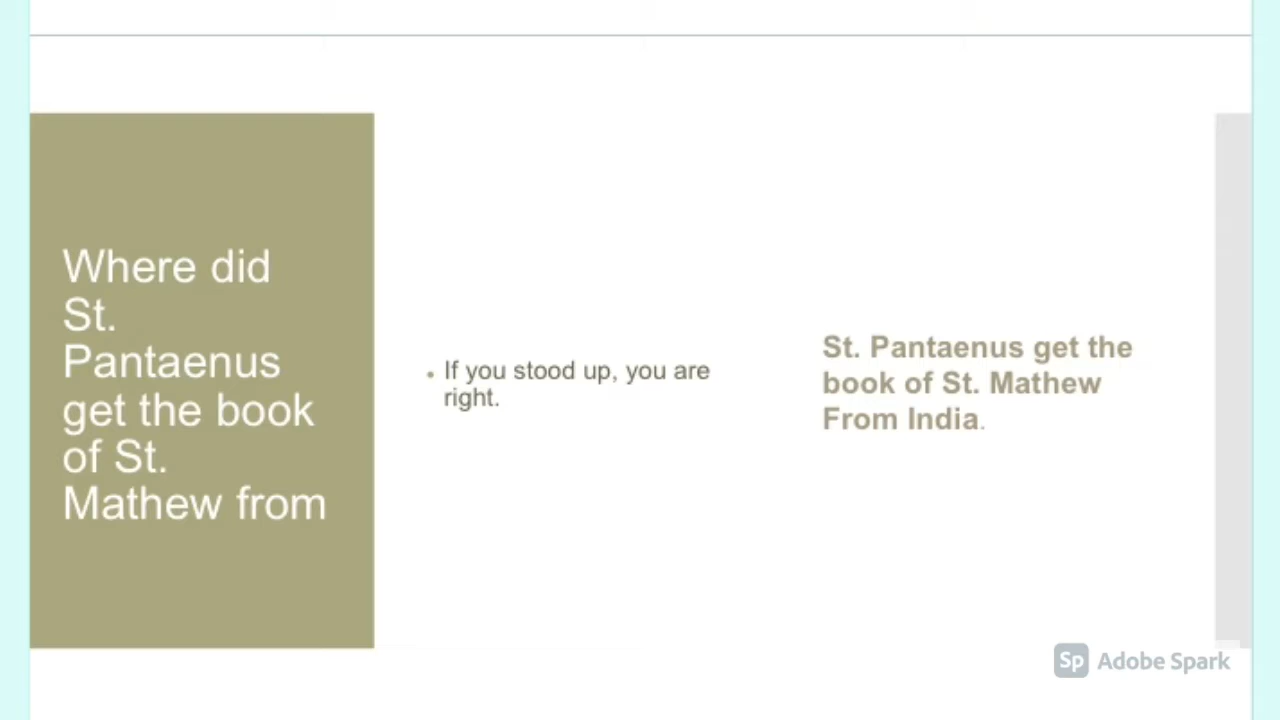 Where did
St.
Pantaenus
get the book
of St.
Mathew from
• If you stood up, you are
right.
St. Pantaenus get the
book of St. Mathew
From India.
Sp Adobe Spark